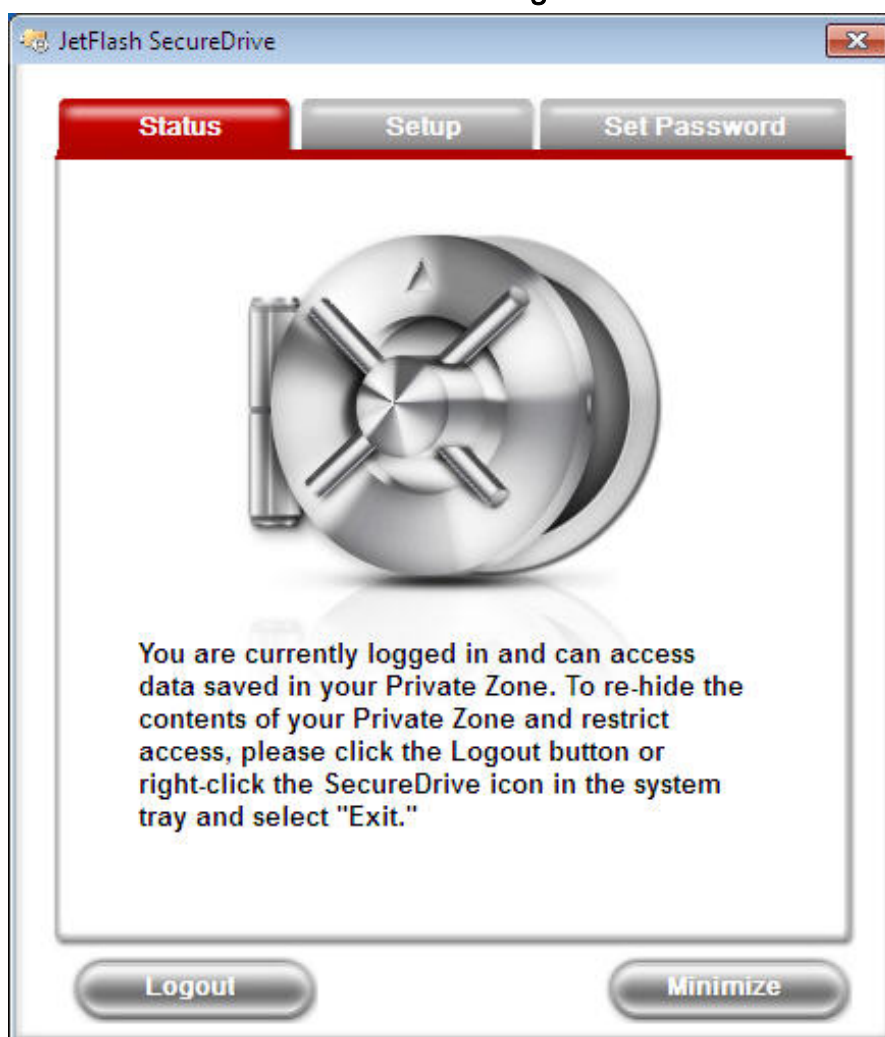 JetFlash SecureDrive
Status Setup Set Password
You are currently logged in and can access
data saved in your Private Zone. To re-hide the
contents of your Private Zone and restrict
access, please click the Logout button or
right-click the SecureDrive icon in the system
tray and select "Exit."
Logout Minimize